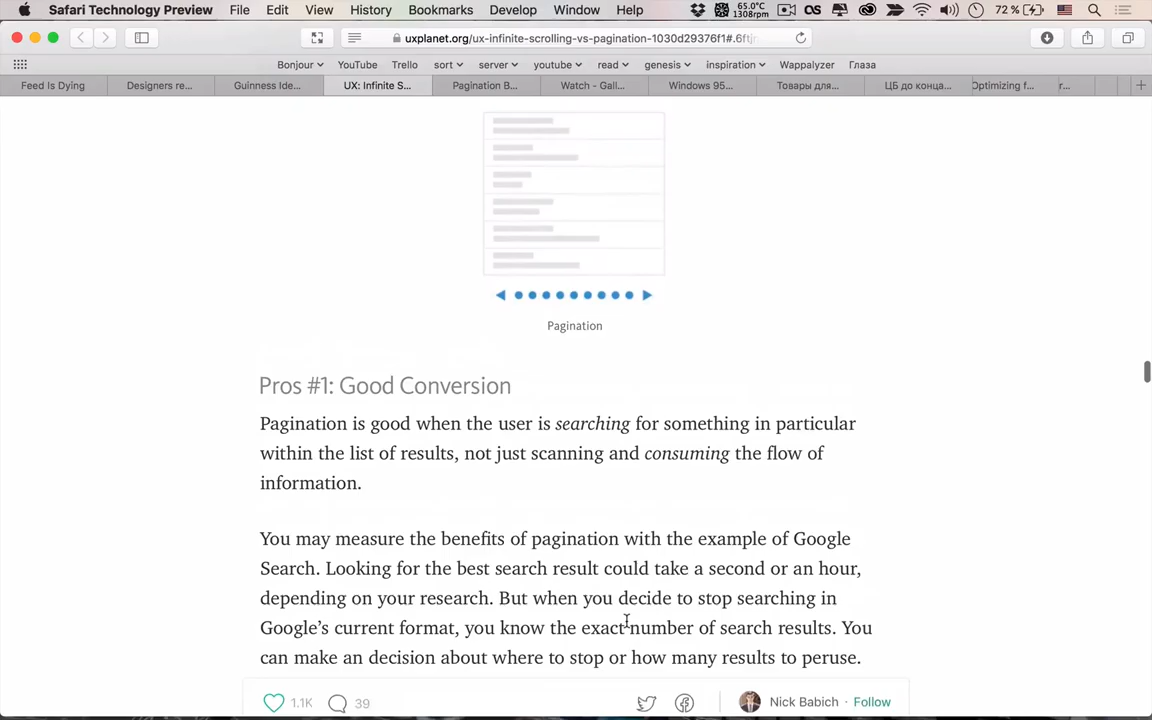 Safari Technology Preview File Edit View History Bookmarks Develop Window Help 65.0°C 1308rpm 72 %
uxplanet.org/ux-infinite-scrolling-vs-pagination-1030d29376f1#.6ftj
Bonjour YouTube Trello sort server youtube read genesis inspiration Wappalyzer Глаза
Feed Is Dying Designers re... Guinness Ide... UX: Infinite S... Pagination B... Watch - Gall... Windows 95... Товары для... ЦБ до конца... Optimizing f... r...
Pagination
Pros #1: Good Conversion
Pagination is good when the user is searching for something in particular
within the list of results, not just scanning and consuming the flow of
information.
You may measure the benefits of pagination with the example of Google
Search. Looking for the best search result could take a second or an hour,
depending on your research. But when you decide to stop searching in
Google’s current format, you know the exact number of search results. You
can make an decision about where to stop or how many results to peruse.
1.1K 39 Nick Babich · Follow